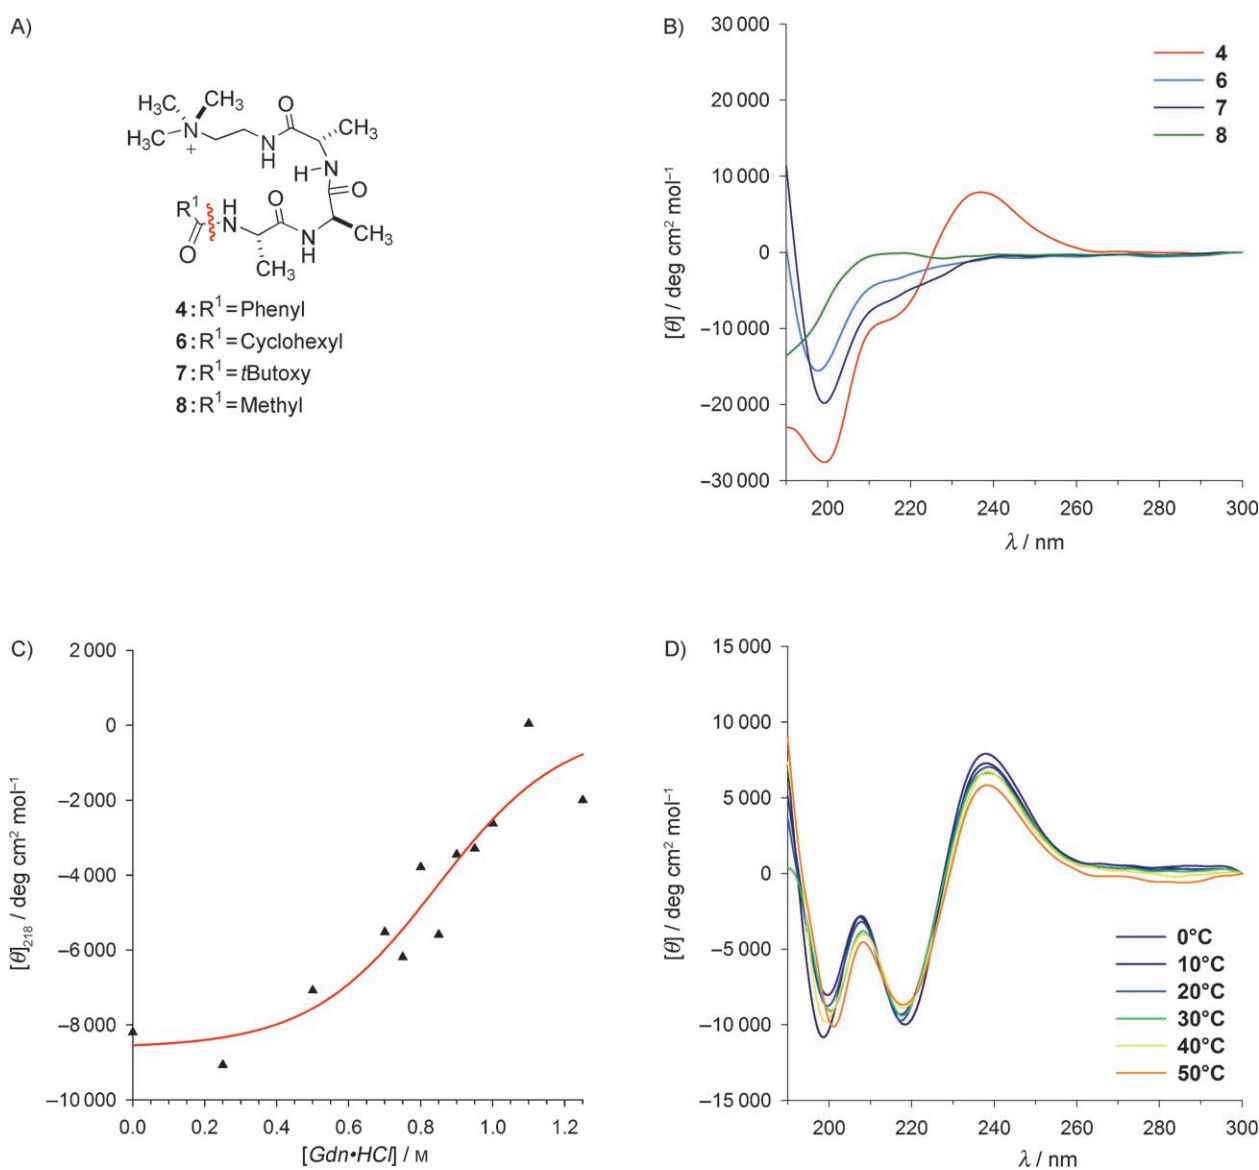 A)
H₃C
CH₃
H₃C
N
+
N
H
O
CH₃
H–N
O
R¹
O
H
N
O
CH₃
N
H
CH₃
4: R¹=Phenyl
6: R¹=Cyclohexyl
7: R¹=tButoxy
8: R¹=Methyl
B)
30 000
20 000
10 000
0
–10 000
–20 000
–30 000
[θ] / deg cm² mol⁻¹
200 220 240 260 280 300
λ / nm
4
6
7
8
C)
2 000
0
–2 000
–4 000
–6 000
–8 000
–10 000
[θ]₂₁₈ / deg cm² mol⁻¹
0.0 0.2 0.4 0.6 0.8 1.0 1.2
[Gdn•HCl] / M
D)
15 000
10 000
5 000
0
–5 000
–10 000
–15 000
[θ] / deg cm² mol⁻¹
200 220 240 260 280 300
λ / nm
0°C
10°C
20°C
30°C
40°C
50°C